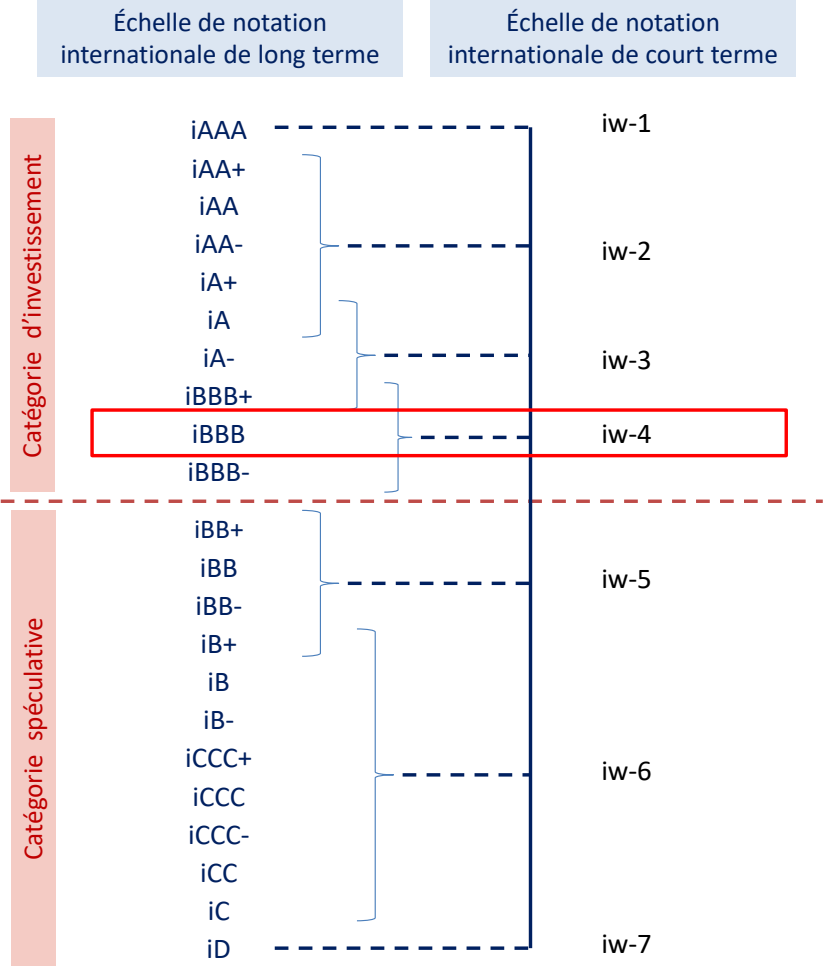 Échelle de notation
internationale de long terme
Échelle de notation
internationale de court terme
Catégorie d'investissement
iAAA
iw-1
iAA+
iAA
iAA-
iw-2
iA+
iA
iA-
iw-3
iBBB+
iBBB
iw-4
iBBB-
Catégorie spéculative
iBB+
iBB
iw-5
iBB-
iB+
iB
iB-
iCCC+
iw-6
iCCC
iCCC-
iCC
iC
iD
iw-7